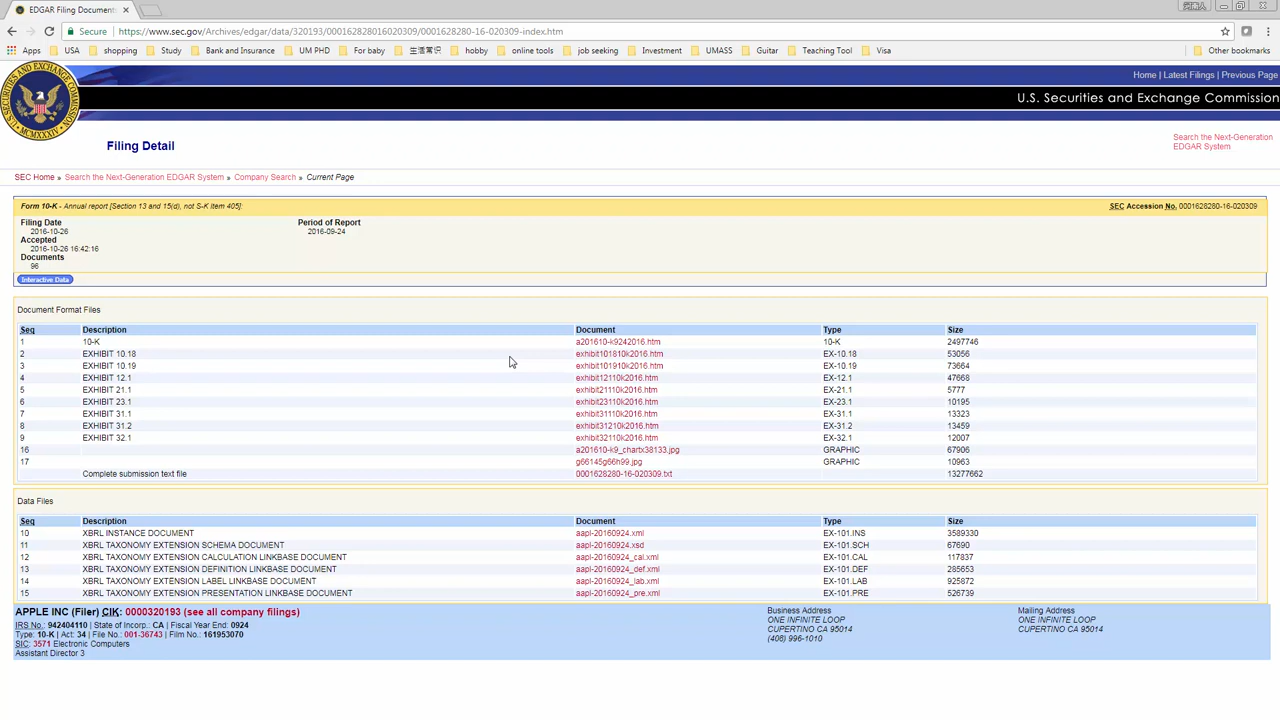 EDGAR Filing Document
Secure
https://www.sec.gov/Archives/edgar/data/320193/000162828016020309/0001628280-16-020309-index.htm
Apps USA shopping Study Bank and Insurance UM PHD For baby 生活常识 hobby online tools job seeking Investment UMASS Guitar Teaching Tool Visa Other bookmarks
Home | Latest Filings | Previous Page
U.S. Securities and Exchange Commission
Filing Detail
Search the Next-Generation
EDGAR System
SEC Home » Search the Next-Generation EDGAR System » Company Search » Current Page
Form 10-K - Annual report [Section 13 and 15(d), not S-K Item 405]: SEC Accession No. 0001628280-16-020309
Filing Date Period of Report
2016-10-26 2016-09-24
Accepted
2016-10-26 16:42:16
Documents
96
Interactive Data
Document Format Files
Seq Description Document Type Size
1 10-K a201610-k9242016.htm 10-K 2497746
2 EXHIBIT 10.18 exhibit101810k2016.htm EX-10.18 53056
3 EXHIBIT 10.19 exhibit101910k2016.htm EX-10.19 73664
4 EXHIBIT 12.1 exhibit12110k2016.htm EX-12.1 47668
5 EXHIBIT 21.1 exhibit21110k2016.htm EX-21.1 5777
6 EXHIBIT 23.1 exhibit23110k2016.htm EX-23.1 10195
7 EXHIBIT 31.1 exhibit31110k2016.htm EX-31.1 13323
8 EXHIBIT 31.2 exhibit31210k2016.htm EX-31.2 13459
9 EXHIBIT 32.1 exhibit32110k2016.htm EX-32.1 12007
16 a201610-k9_chartx38133.jpg GRAPHIC 67906
17 g66145g66h99.jpg GRAPHIC 10963
Complete submission text file 0001628280-16-020309.txt 13277662
Data Files
Seq Description Document Type Size
10 XBRL INSTANCE DOCUMENT aapl-20160924.xml EX-101.INS 3589330
11 XBRL TAXONOMY EXTENSION SCHEMA DOCUMENT aapl-20160924.xsd EX-101.SCH 67690
12 XBRL TAXONOMY EXTENSION CALCULATION LINKBASE DOCUMENT aapl-20160924_cal.xml EX-101.CAL 117837
13 XBRL TAXONOMY EXTENSION DEFINITION LINKBASE DOCUMENT aapl-20160924_def.xml EX-101.DEF 285653
14 XBRL TAXONOMY EXTENSION LABEL LINKBASE DOCUMENT aapl-20160924_lab.xml EX-101.LAB 925872
15 XBRL TAXONOMY EXTENSION PRESENTATION LINKBASE DOCUMENT aapl-20160924_pre.xml EX-101.PRE 526739
APPLE INC (Filer) CIK: 0000320193 (see all company filings)
IRS No.: 942404110 | State of Incorp.: CA | Fiscal Year End: 0924
Type: 10-K | Act: 34 | File No.: 001-36743 | Film No.: 161953070
SIC: 3571 Electronic Computers
Assistant Director 3
Business Address
ONE INFINITE LOOP
CUPERTINO CA 95014
(408) 996-1010
Mailing Address
ONE INFINITE LOOP
CUPERTINO CA 95014